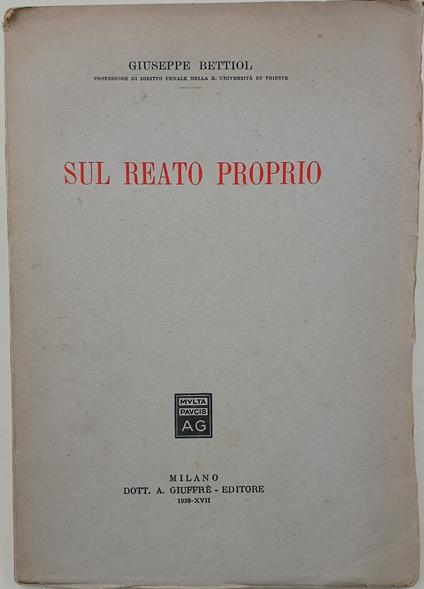 GIUSEPPE BETTIOL
PROFESSORE DI DIRITTO PENALE NELLA R. UNIVERSITÀ DI TRIESTE
SUL REATO PROPRIO
MVLTA
PAVCIS
AG
MILANO
DOTT. A. GIUFFRÈ - EDITORE
1939-XVII